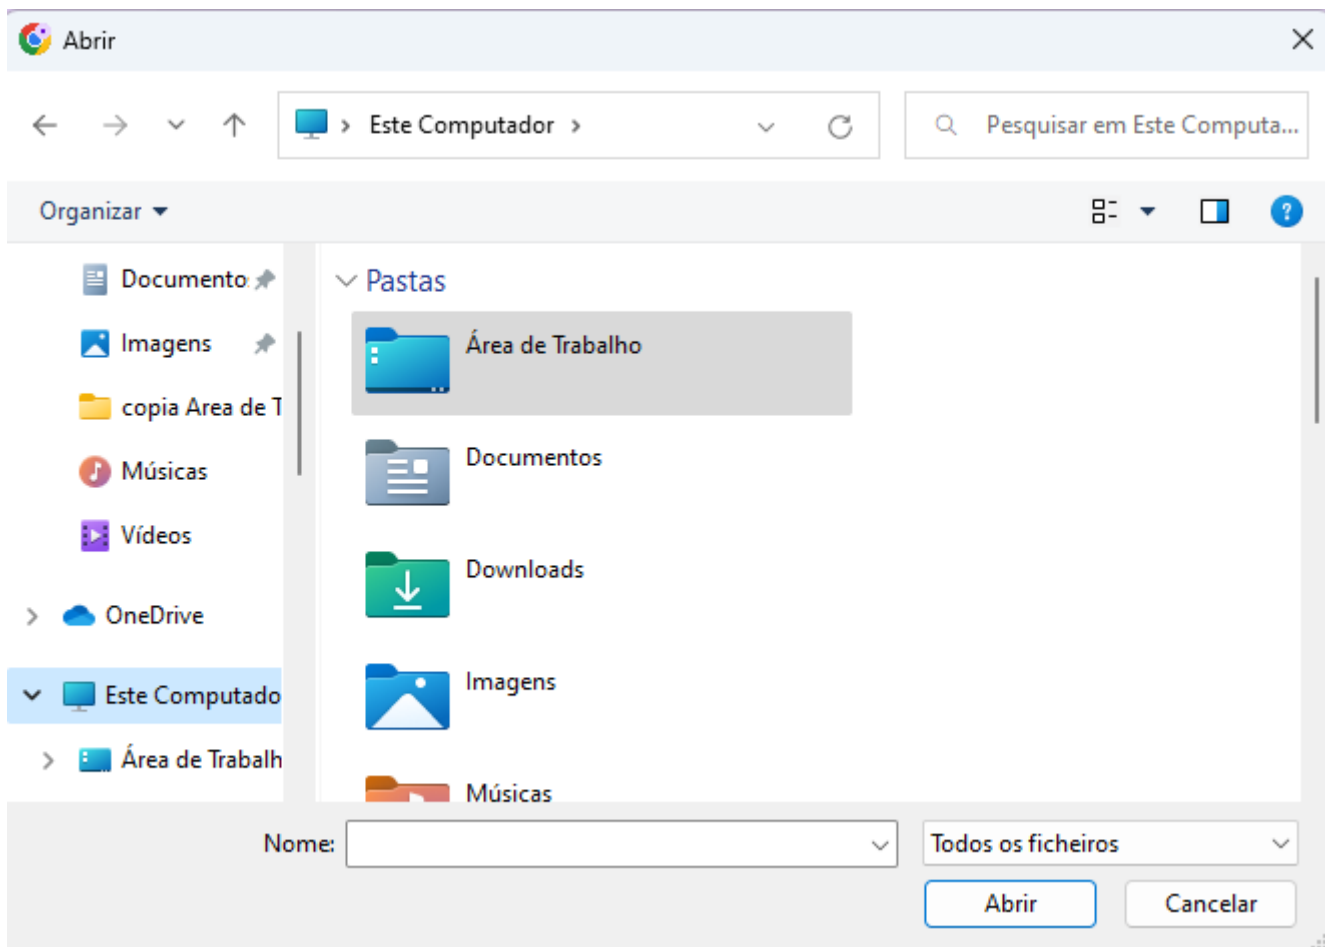 Abrir
Este Computador
Pesquisar em Este Computa...
Organizar
Documento
Imagens
copia Area de T
Músicas
Vídeos
OneDrive
Este Computado
Área de Trabalh
Pastas
Área de Trabalho
Documentos
Downloads
Imagens
Músicas
Nome:
Todos os ficheiros
Abrir
Cancelar